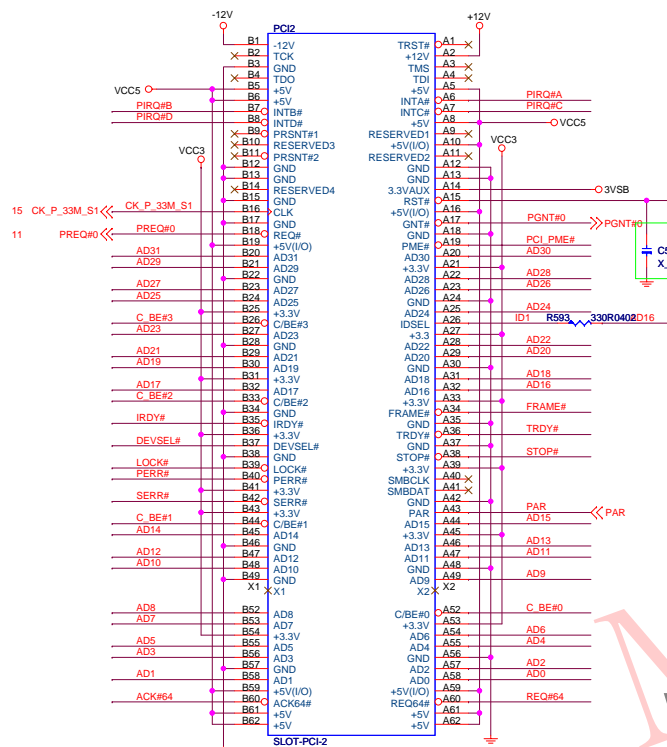 -12V +12V
PCI2
B1 -12V TRST# A1
B2 TCK +12V A2
B3 GND TMS A3
B4 TDO TDI A4
VCC5 B5 +5V +5V A5
B6 +5V INTA# A6 PIRQ#A
PIRQ#B B7 INTB# INTC# A7 PIRQ#C
PIRQ#D B8 INTD# +5V A8 VCC5
B9 PRSNT#1 RESERVED1 A9
B10 RESERVED3 +5V(I/O) A10 VCC3
VCC3 B11 PRSNT#2 RESERVED2 A11
B12 GND GND A12
B13 GND GND A13
B14 RESERVED4 3.3VAUX A14 3VSB
B15 GND RST# A15
15 CK_P_33M_S1 CK_P_33M_S1 B16 CLK +5V(I/O) A16
B17 GND GNT# A17 PGNT#0 PGNT#0
11 PREQ#0 PREQ#0 B18 REQ# GND A18
B19 +5V(I/O) PME# A19 PCI_PME#
AD31 B20 AD31 AD30 A20 AD30
AD29 B21 AD29 +3.3V A21
B22 GND AD28 A22 AD28
AD27 B23 AD27 AD26 A23 AD26
AD25 B24 AD25 GND A24
B25 +3.3V AD24 A25 AD24
C_BE#3 B26 C/BE#3 IDSEL A26 ID1 R593 330R0402 AD16
AD23 B27 AD23 +3.3 A27
B28 GND AD22 A28 AD22
AD21 B29 AD21 AD20 A29 AD20
AD19 B30 AD19 GND A30
B31 +3.3V AD18 A31 AD18
AD17 B32 AD17 AD16 A32 AD16
C_BE#2 B33 C/BE#2 +3.3V A33
B34 GND FRAME# A34 FRAME#
IRDY# B35 IRDY# GND A35
B36 +3.3V TRDY# A36 TRDY#
DEVSEL# B37 DEVSEL# GND A37
B38 GND STOP# A38 STOP#
LOCK# B39 LOCK# +3.3V A39
PERR# B40 PERR# SMBCLK A40
B41 +3.3V SMBDAT A41
SERR# B42 SERR# GND A42
B43 +3.3V PAR A43 PAR PAR
C_BE#1 B44 C/BE#1 AD15 A44 AD15
AD14 B45 AD14 +3.3V A45
B46 GND AD13 A46 AD13
AD12 B47 AD12 AD11 A47 AD11
AD10 B48 AD10 GND A48
B49 GND AD9 A49 AD9
X1 X1 X2 X2
AD8 B52 AD8 C/BE#0 A52 C_BE#0
AD7 B53 AD7 +3.3V A53
B54 +3.3V AD6 A54 AD6
AD5 B55 AD5 AD4 A55 AD4
AD3 B56 AD3 GND A56
B57 GND AD2 A57 AD2
AD1 B58 AD1 AD0 A58 AD0
B59 +5V(I/O) +5V(I/O) A59
ACK#64 B60 ACK64# REQ64# A60 REQ#64
B61 +5V +5V A61
B62 +5V +5V A62
SLOT-PCI-2